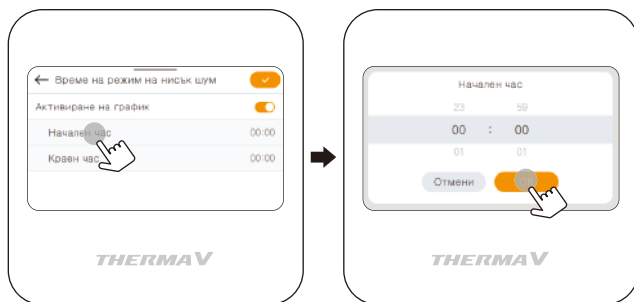 Време на режим на нисък шум
Активиране на график
Начален час 00:00
Краен час 00:00
THERMAV
Начален час
23 59
00 : 00
01 01
Отмени
THERMAV